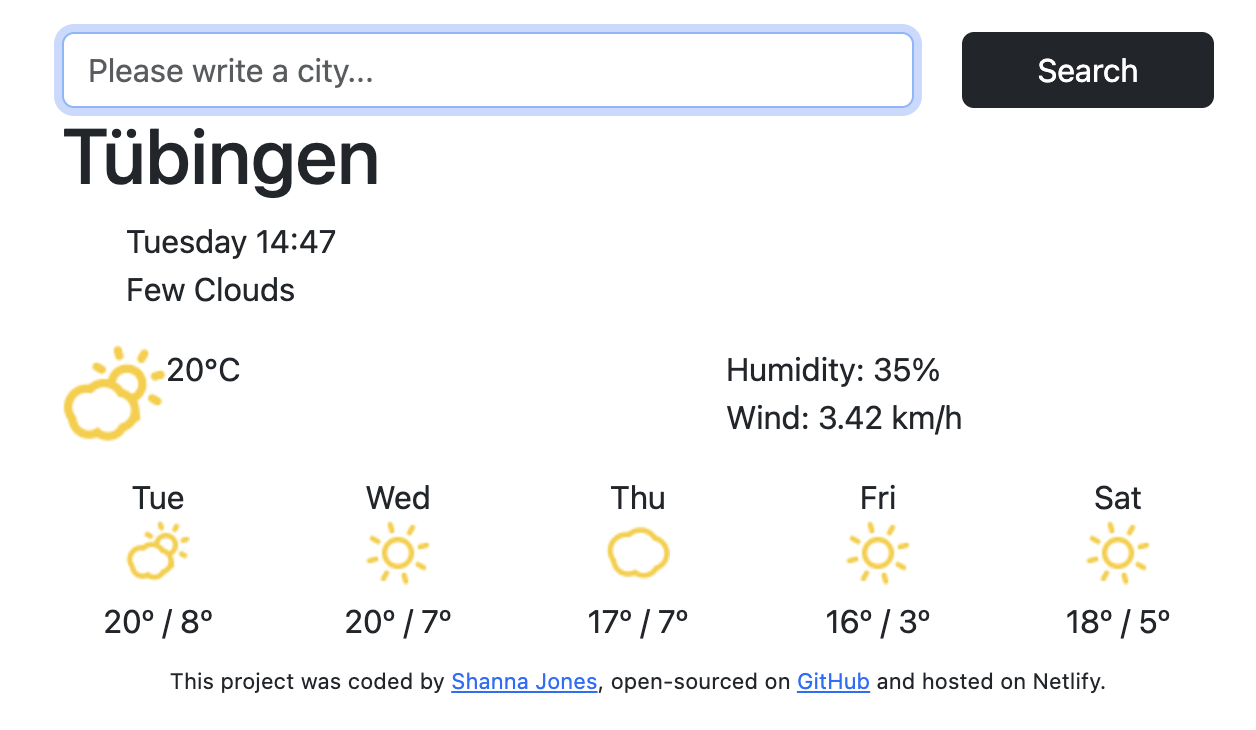 Please write a city...
Search
Tübingen
Tuesday 14:47
Few Clouds
20°C
Humidity: 35%
Wind: 3.42 km/h
Tue Wed Thu Fri Sat
20º / 8º 20º / 7º 17º / 7º 16º / 3º 18º / 5º
This project was coded by Shanna Jones, open-sourced on GitHub and hosted on Netlify.